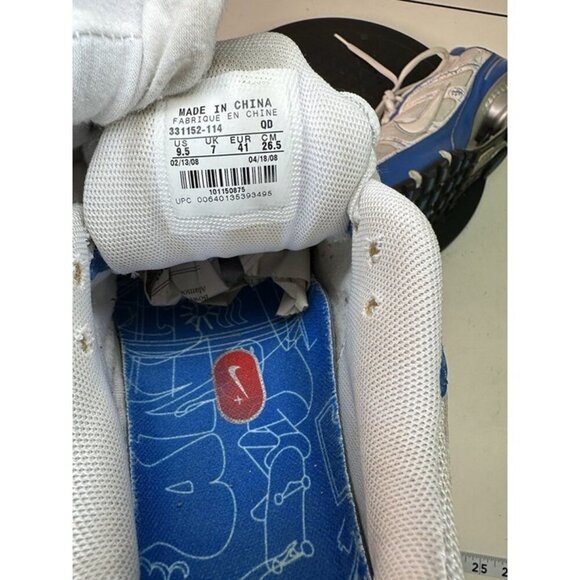 MADE IN CHINA
FABRIQUE EN CHINE
331152-114 QD
US UK EUR CM
9.5 7 41 26.5
02/13/08 04/18/08
101150875
UPC 00640135393495
25